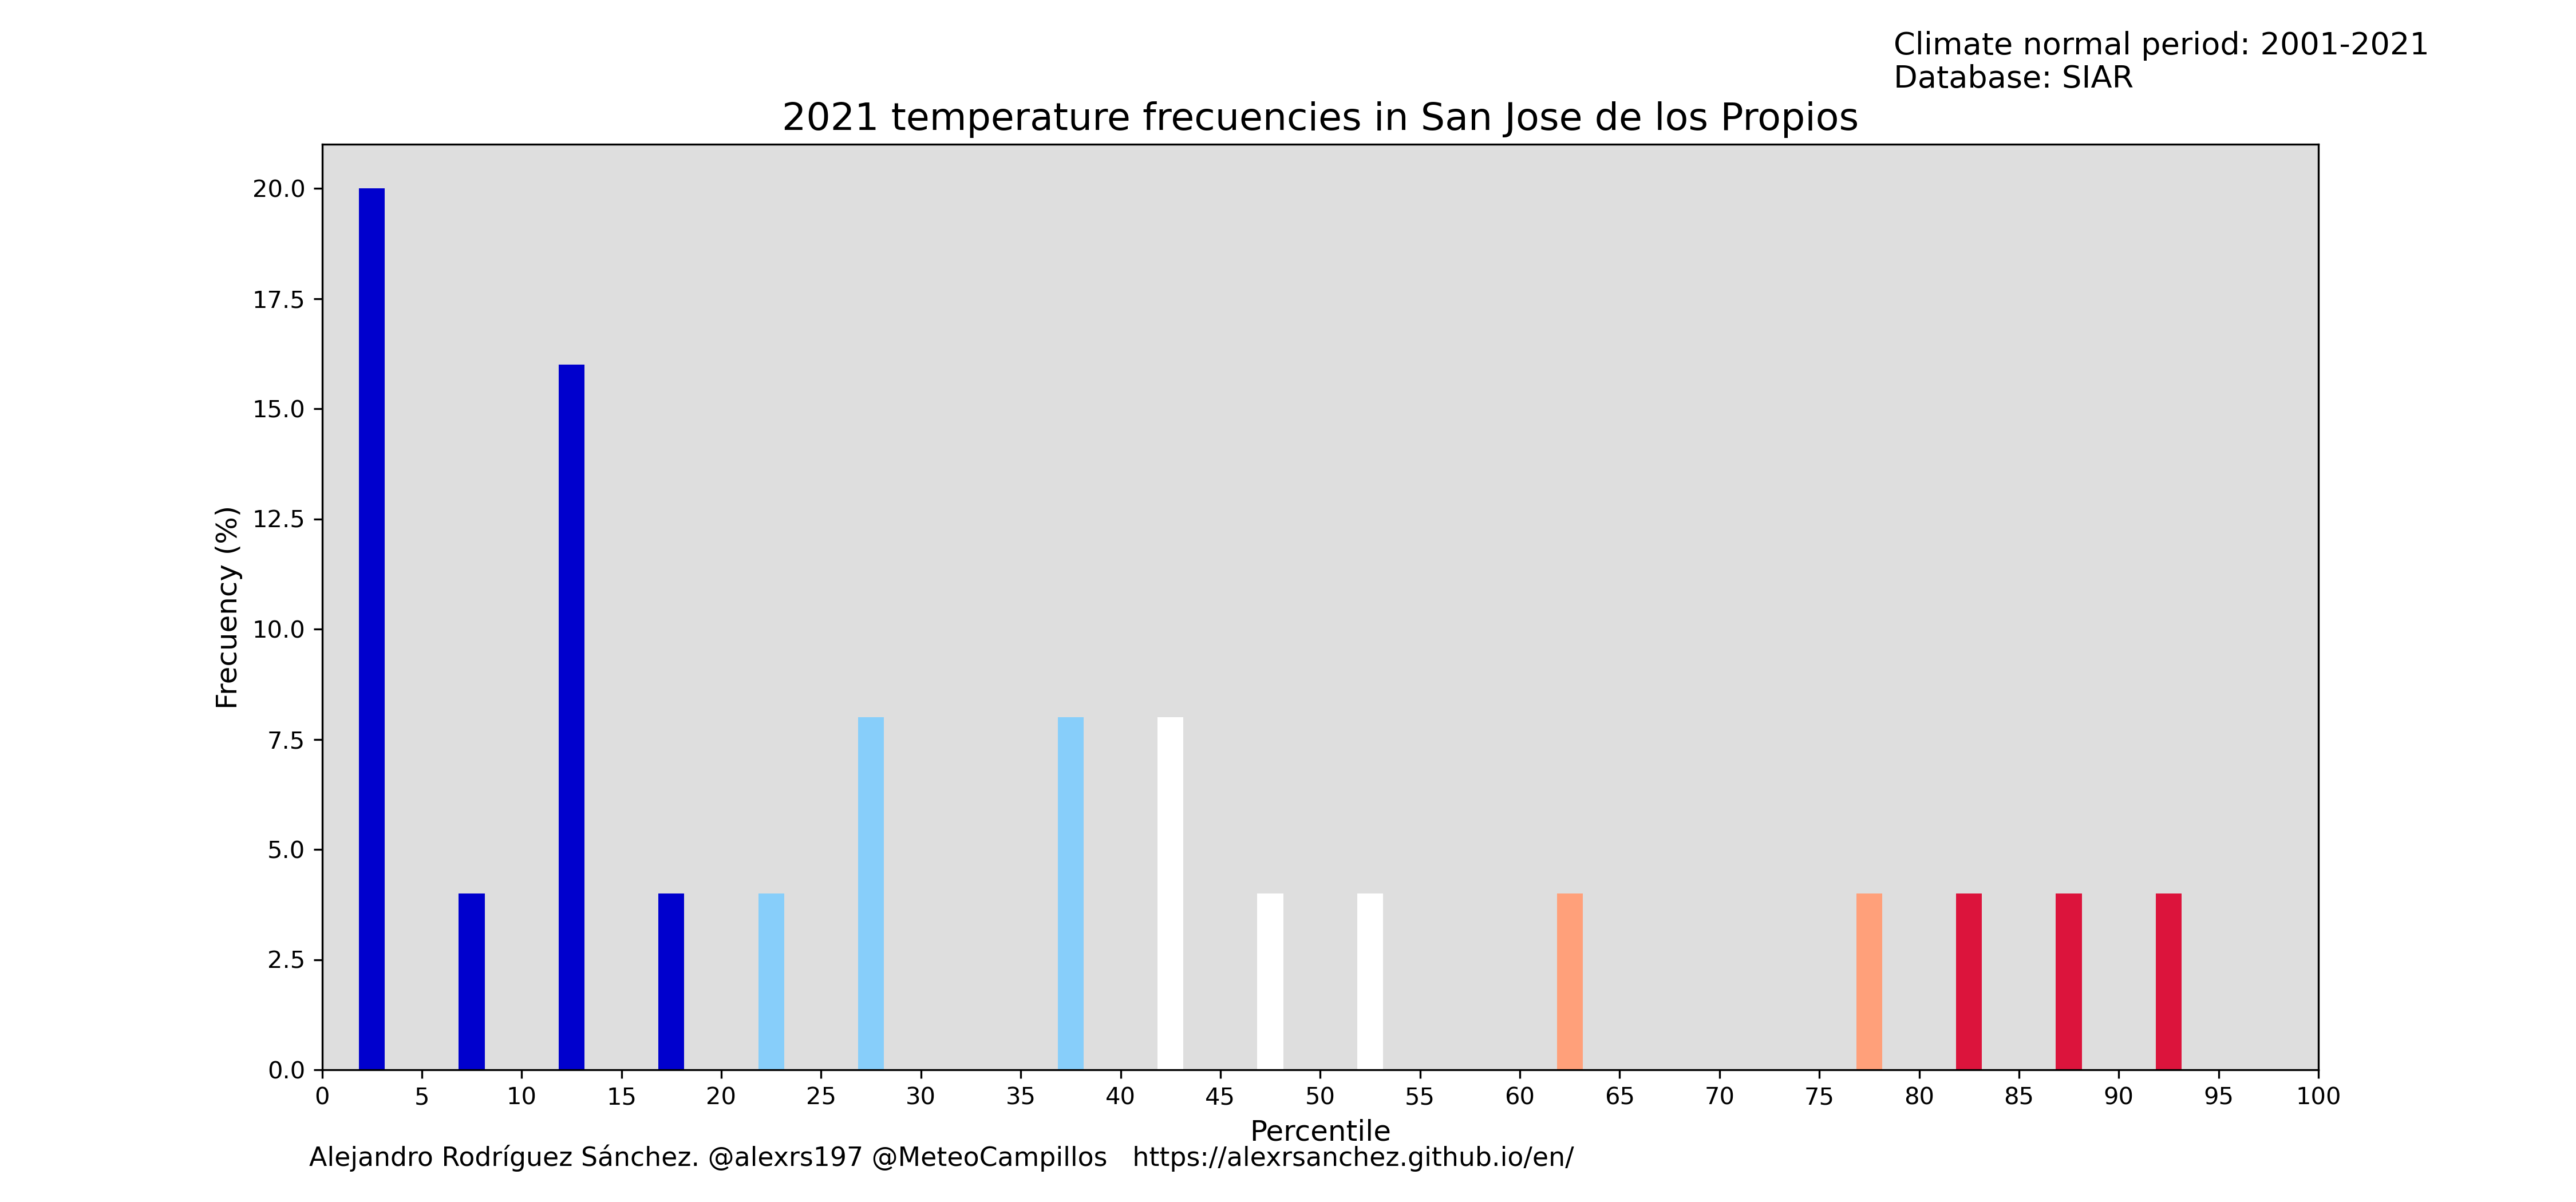 Climate normal period: 2001-2021
Database: SIAR
2021 temperature frecuencies in San Jose de los Propios
Frecuency (%)
20.0
17.5
15.0
12.5
10.0
7.5
5.0
2.5
0.0
0 5 10 15 20 25 30 35 40 45 50 55 60 65 70 75 80 85 90 95 100
Percentile
Alejandro Rodríguez Sánchez. @alexrs197 @MeteoCampillos https://alexrsanchez.github.io/en/